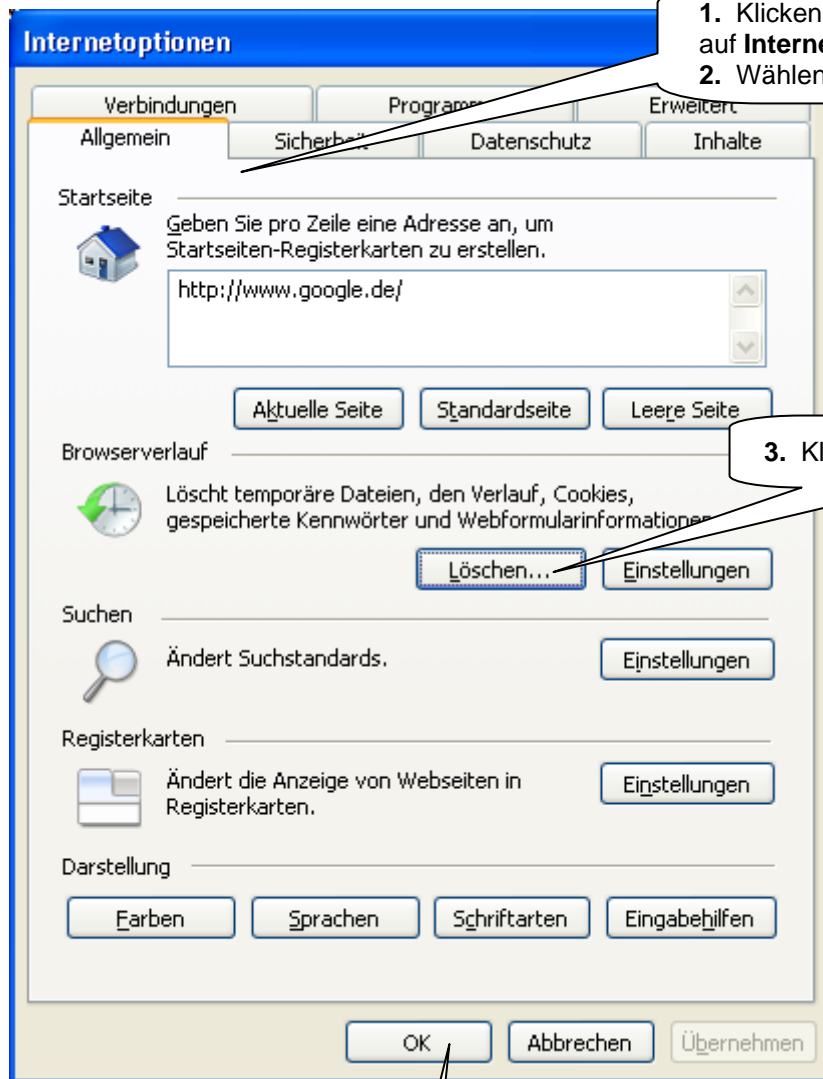 1. Klicken
auf Interne
2. Wählen
Internetoptionen
Verbindungen Erweitert
Allgemein Sicherheit Datenschutz Inhalte
Startseite
Geben Sie pro Zeile eine Adresse an, um
Startseiten-Registerkarten zu erstellen.
http://www.google.de/
Aktuelle Seite Standardseite Leere Seite
Browserverlauf
3. Kl
Löscht temporäre Dateien, den Verlauf, Cookies,
gespeicherte Kennwörter und Webformularinformationen
Löschen... Einstellungen
Suchen
Ändert Suchstandards.
Einstellungen
Registerkarten
Ändert die Anzeige von Webseiten in
Registerkarten.
Einstellungen
Darstellung
Farben Sprachen Schriftarten Eingabehilfen
OK Abbrechen Übernehmen